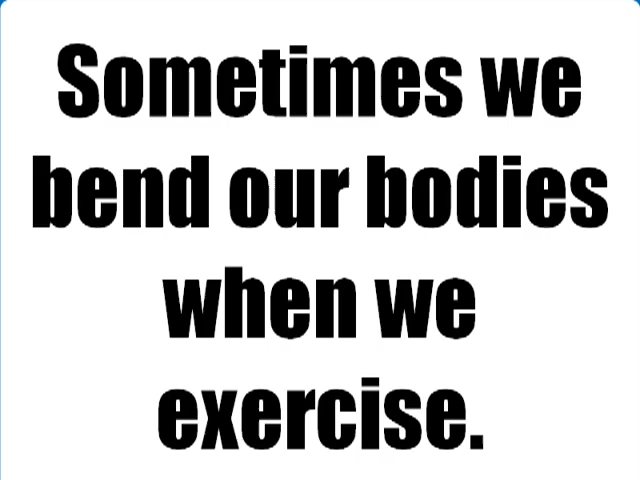 Sometimes we
bend our bodies
when we
exercise.